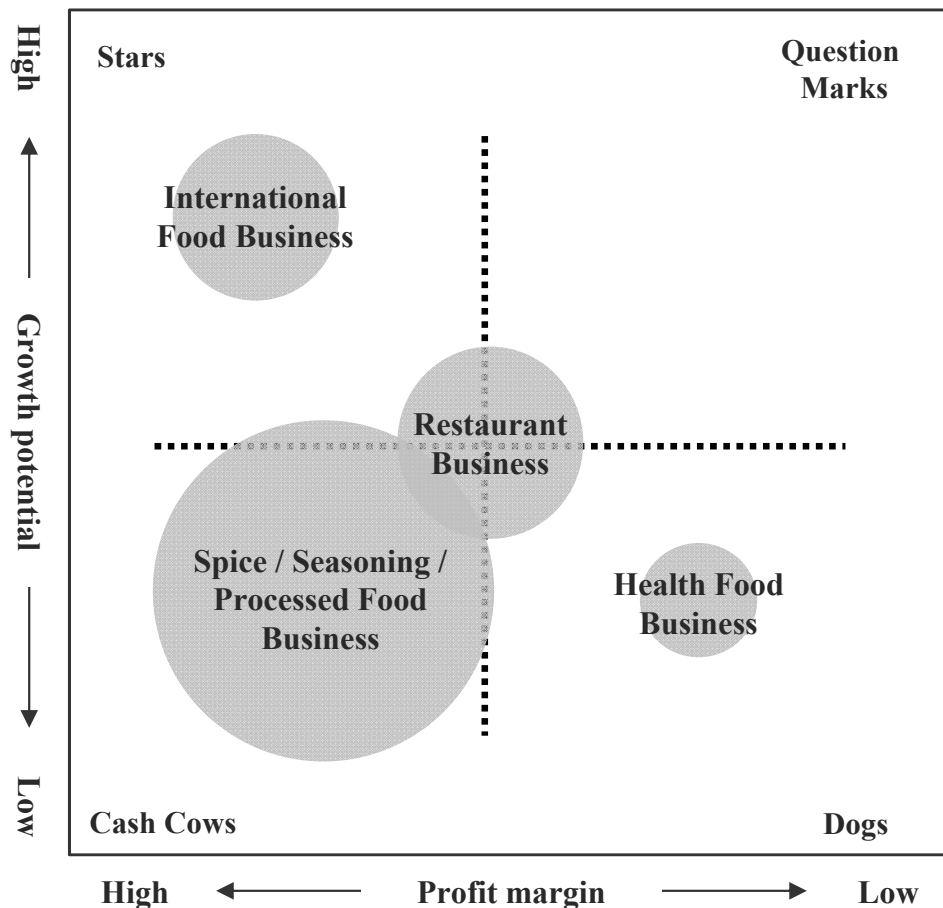 High
Stars
Question
Marks
International
Food Business
Growth potential
Restaurant
Business
Spice / Seasoning /
Processed Food
Business
Health Food
Business
Low
Cash Cows
Dogs
High
Profit margin
Low